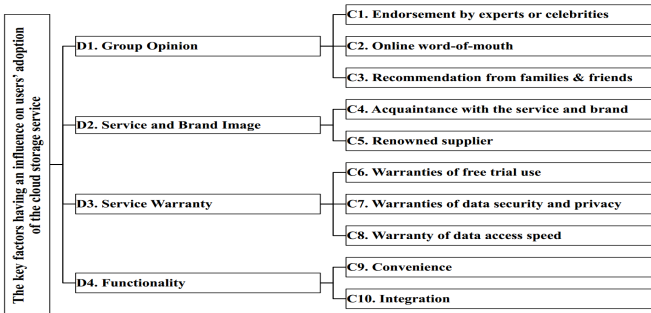 The key factors having an influence on users' adoption
of the cloud storage service
D1. Group Opinion
C1. Endorsement by experts or celebrities
C2. Online word-of-mouth
C3. Recommendation from families & friends
D2. Service and Brand Image
C4. Acquaintance with the service and brand
C5. Renowned supplier
D3. Service Warranty
C6. Warranties of free trial use
C7. Warranties of data security and privacy
C8. Warranty of data access speed
D4. Functionality
C9. Convenience
C10. Integration